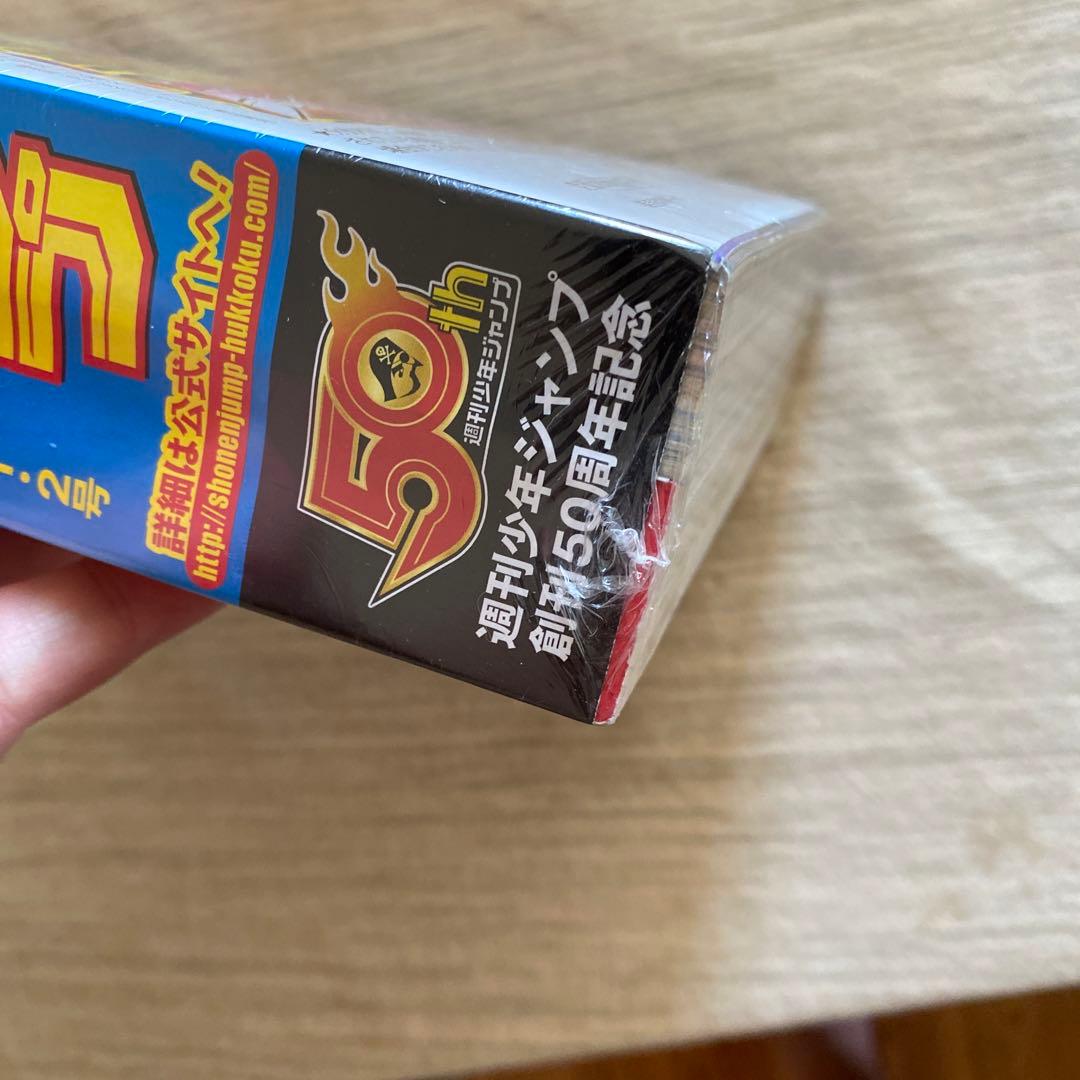 1・2号
詳細は公式サイトへ！
http://shonenjump-hukkoku.com/
50th
週刊少年ジャンプ
週刊少年ジャンプ
創刊50周年記念